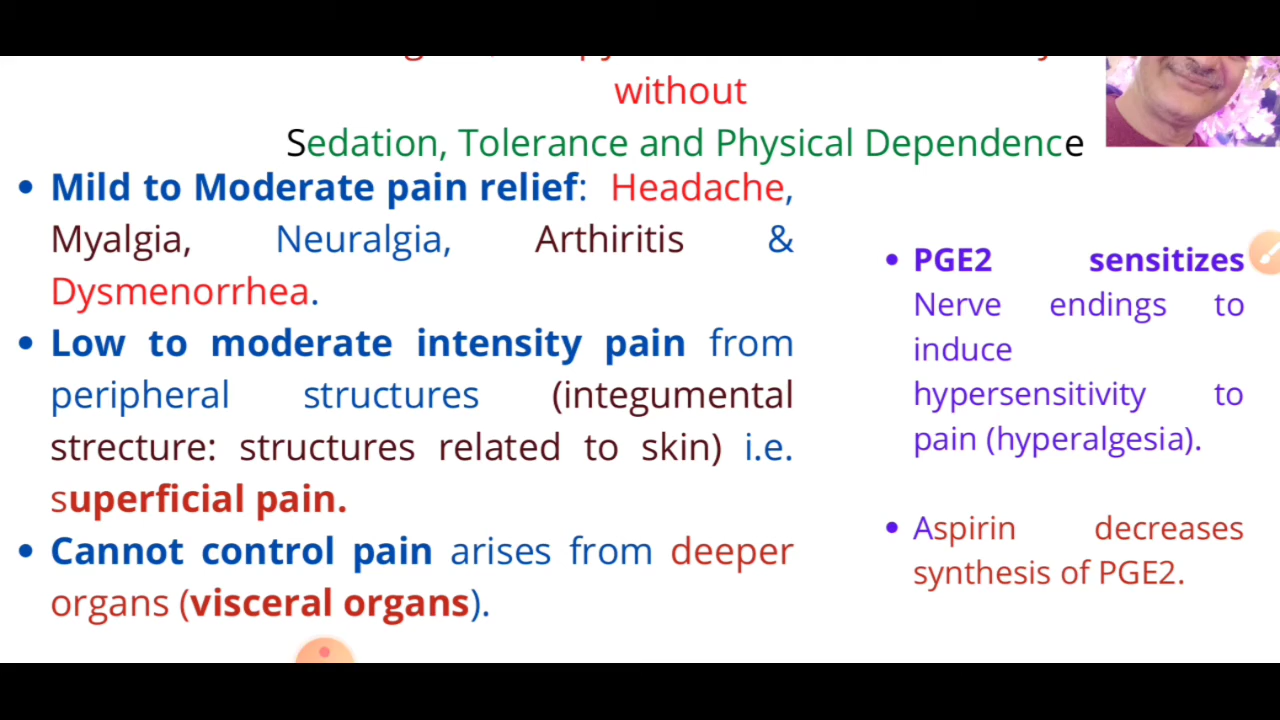 without
Sedation, Tolerance and Physical Dependence
• Mild to Moderate pain relief: Headache,
Myalgia, Neuralgia, Arthiritis &
Dysmenorrhea.
• Low to moderate intensity pain from
peripheral structures (integumental
strecture: structures related to skin) i.e.
superficial pain.
• Cannot control pain arises from deeper
organs (visceral organs).
• PGE2 sensitizes
Nerve endings to
induce
hypersensitivity to
pain (hyperalgesia).
• Aspirin decreases
synthesis of PGE2.